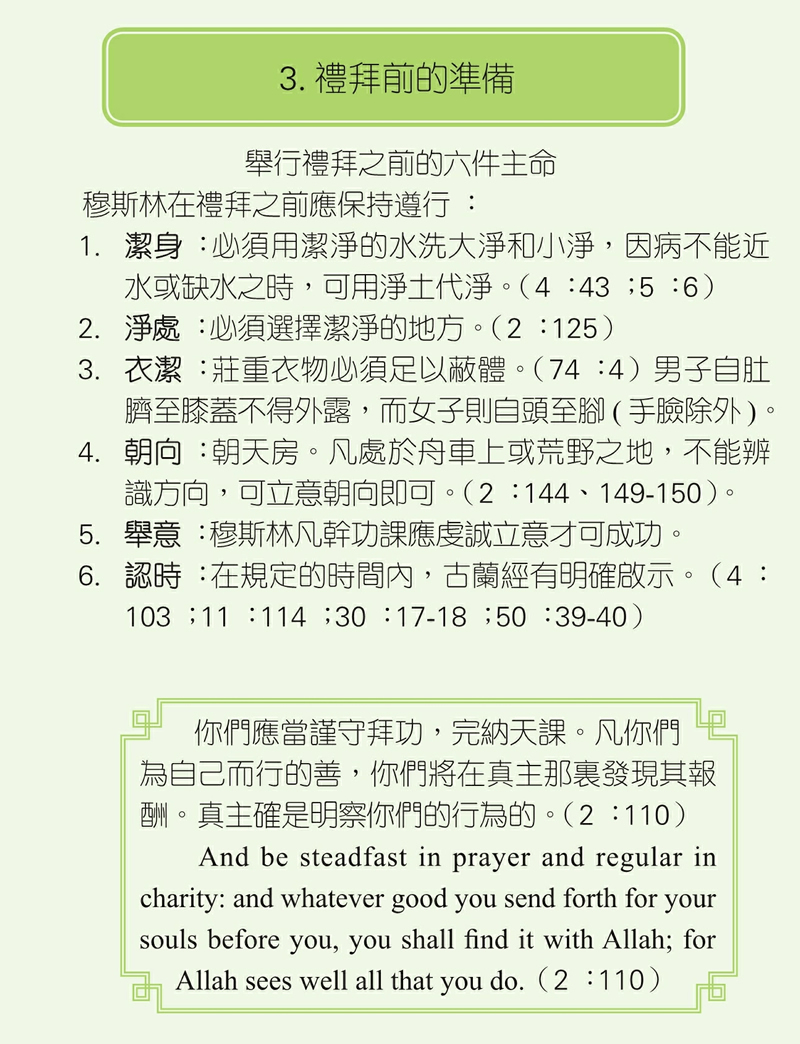 3. 禮拜前的準備
舉行禮拜之前的六件主命
穆斯林在禮拜之前應保持遵行：
1. 潔身：必須用潔淨的水洗大淨和小淨，因病不能近
水或缺水之時，可用淨土代淨。（4：43；5：6）
2. 淨處：必須選擇潔淨的地方。（2：125）
3. 衣潔：莊重衣物必須足以蔽體。（74：4）男子自肚
臍至膝蓋不得外露，而女子則自頭至腳(手臉除外)。
4. 朝向：朝天房。凡處於舟車上或荒野之地，不能辨
識方向，可立意朝向即可。（2：144、149-150）。
5. 舉意：穆斯林凡幹功課應虔誠立意才可成功。
6. 認時：在規定的時間內，古蘭經有明確啟示。（4：
103；11：114；30：17-18；50：39-40）
你們應當謹守拜功，完納天課。凡你們
為自己而行的善，你們將在真主那裏發現其報
酬。真主確是明察你們的行為的。（2：110）
And be steadfast in prayer and regular in
charity: and whatever good you send forth for your
souls before you, you shall find it with Allah; for
Allah sees well all that you do.（2：110）